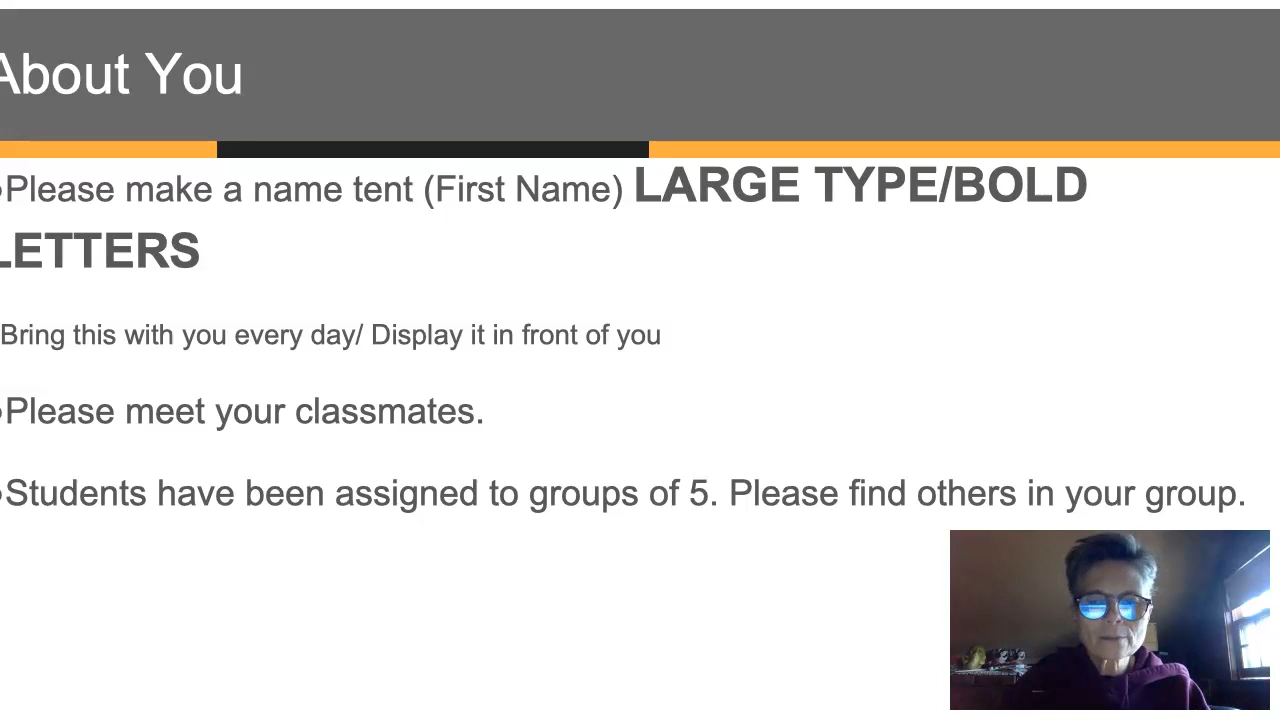 About You
•Please make a name tent (First Name) LARGE TYPE/BOLD
LETTERS
Bring this with you every day/ Display it in front of you
•Please meet your classmates.
•Students have been assigned to groups of 5. Please find others in your group.